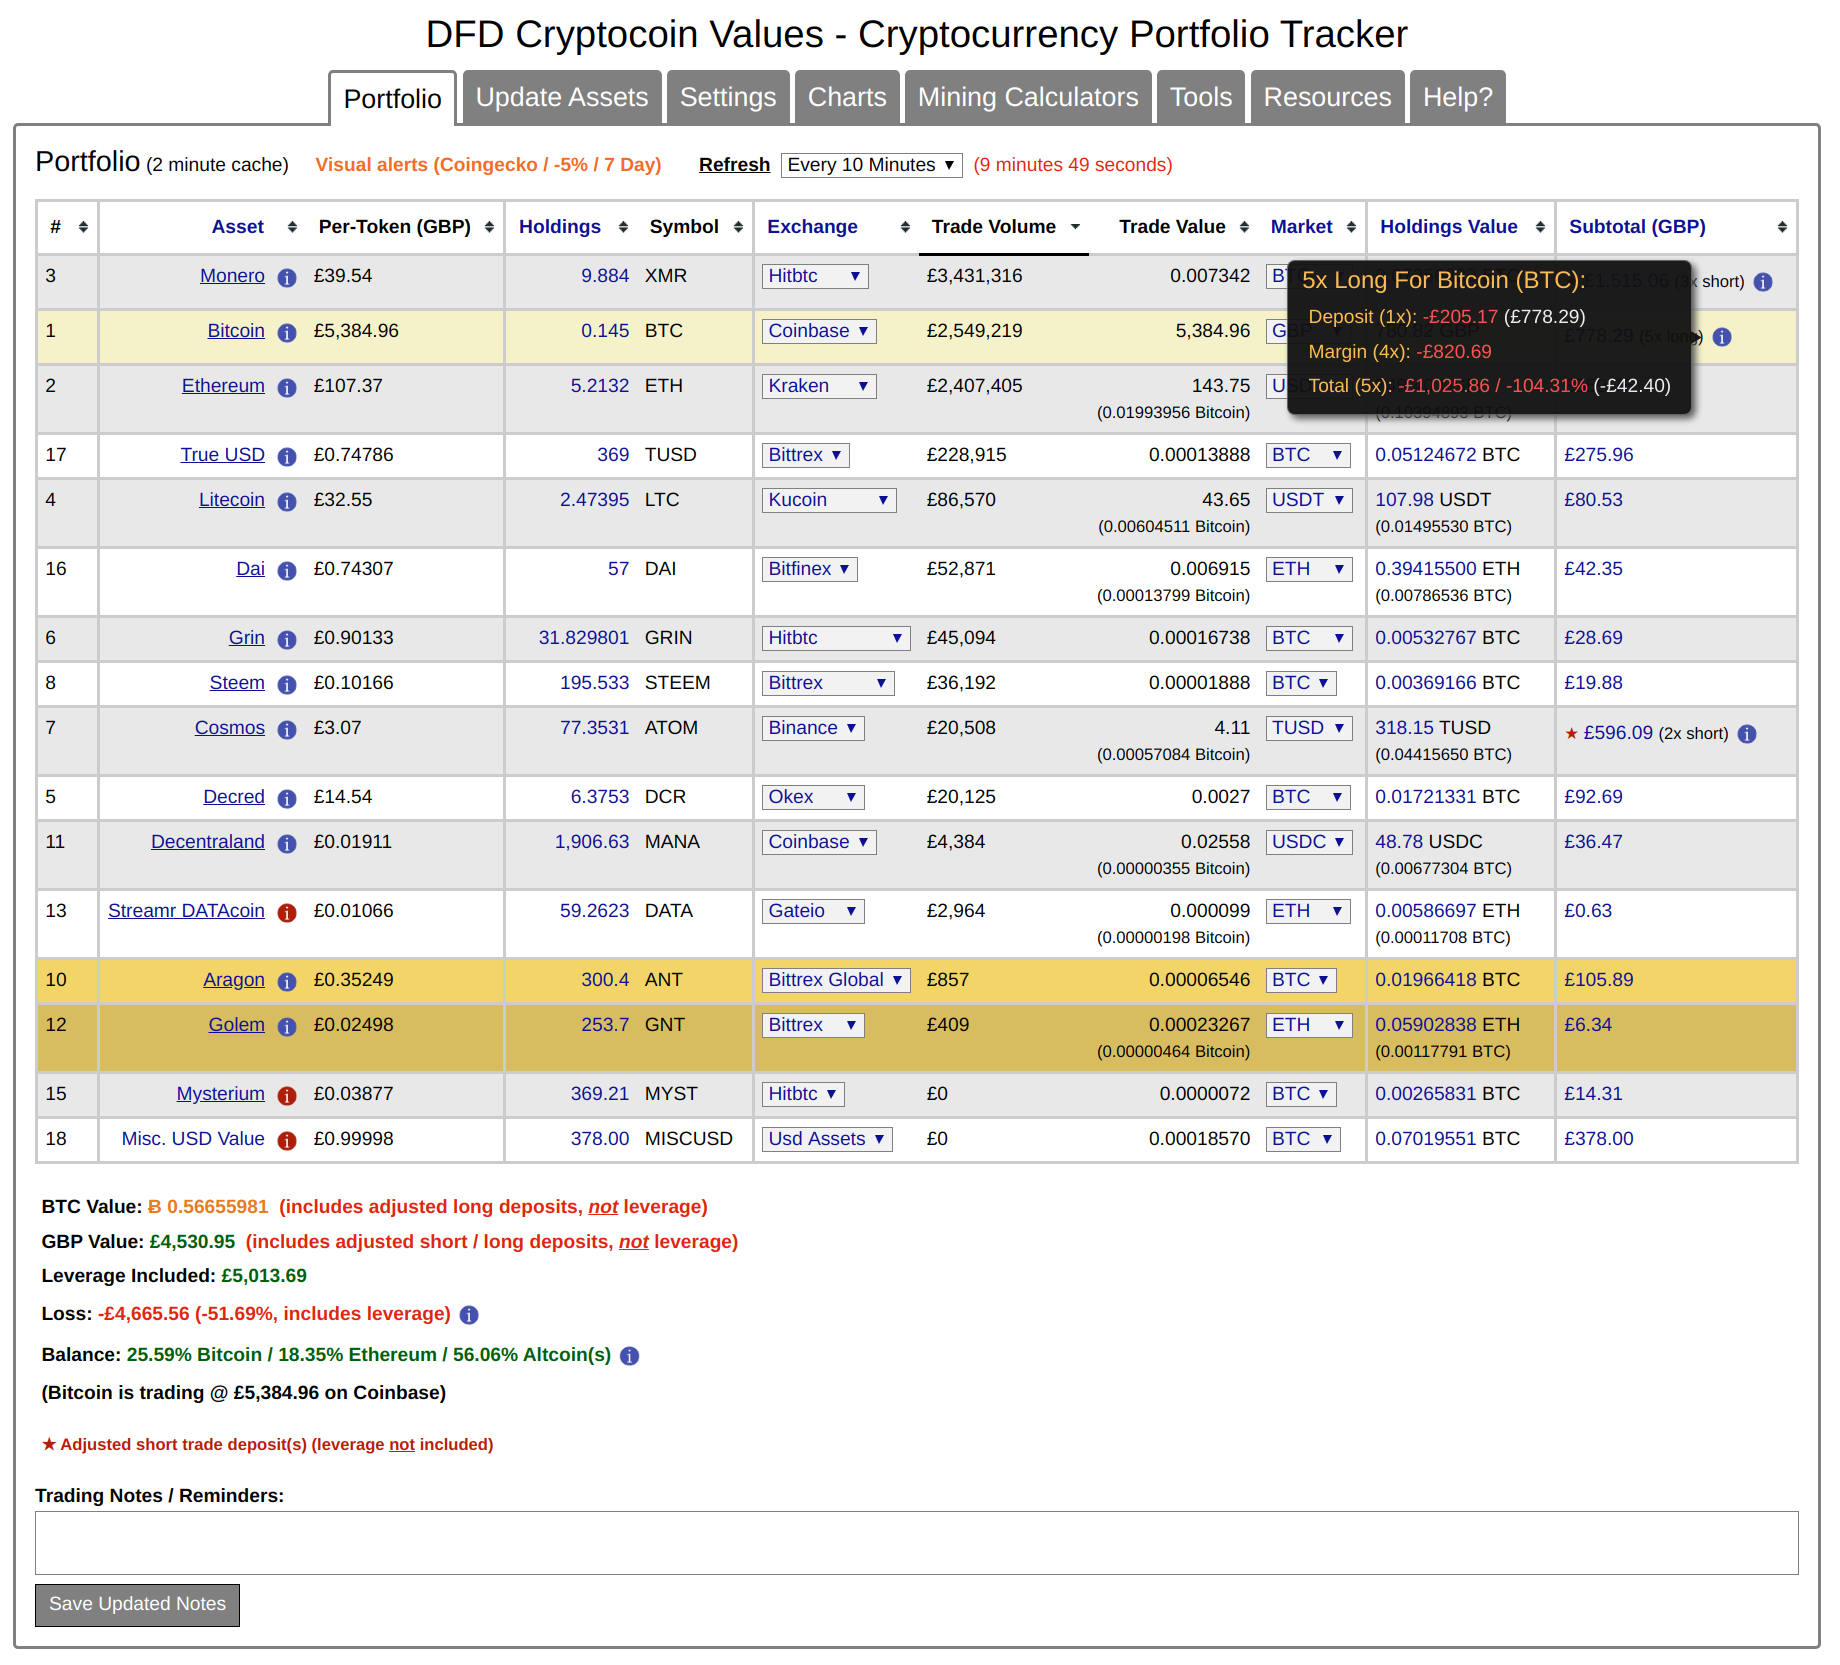 DFD Cryptocoin Values - Cryptocurrency Portfolio Tracker
Portfolio Update Assets Settings Charts Mining Calculators Tools Resources Help?
Portfolio (2 minute cache) Visual alerts (Coingecko / -5% / 7 Day) Refresh Every 10 Minutes (9 minutes 49 seconds)
# Asset Per-Token (GBP) Holdings Symbol Exchange Trade Volume Trade Value Market Holdings Value Subtotal (GBP)
3 Monero £39.54 9.884 XMR Hitbtc £3,431,316 0.007342 BTC £1,515.06 (3x short)
5x Long For Bitcoin (BTC):
Deposit (1x): -£205.17 (£778.29)
Margin (4x): -£820.69
Total (5x): -£1,025.86 / -104.31% (-£42.40)
1 Bitcoin £5,384.96 0.145 BTC Coinbase £2,549,219 5,384.96 GBP 780.82 GBP £778.29 (5x long)
2 Ethereum £107.37 5.2132 ETH Kraken £2,407,405 143.75
(0.01993956 Bitcoin) (0.10394893 BTC)
17 True USD £0.74786 369 TUSD Bittrex £228,915 0.00013888 BTC 0.05124672 BTC £275.96
4 Litecoin £32.55 2.47395 LTC Kucoin £86,570 43.65 USDT 107.98 USDT £80.53
(0.00604511 Bitcoin) (0.01495530 BTC)
16 Dai £0.74307 57 DAI Bitfinex £52,871 0.006915 ETH 0.39415500 ETH £42.35
(0.00013799 Bitcoin) (0.00786536 BTC)
6 Grin £0.90133 31.829801 GRIN Hitbtc £45,094 0.00016738 BTC 0.00532767 BTC £28.69
8 Steem £0.10166 195.533 STEEM Bittrex £36,192 0.00001888 BTC 0.00369166 BTC £19.88
7 Cosmos £3.07 77.3531 ATOM Binance £20,508 4.11 TUSD 318.15 TUSD ★ £596.09 (2x short)
(0.00057084 Bitcoin) (0.04415650 BTC)
5 Decred £14.54 6.3753 DCR Okex £20,125 0.0027 BTC 0.01721331 BTC £92.69
11 Decentraland £0.01911 1,906.63 MANA Coinbase £4,384 0.02558 USDC 48.78 USDC £36.47
(0.00000355 Bitcoin) (0.00677304 BTC)
13 Streamr DATAcoin £0.01066 59.2623 DATA Gateio £2,964 0.000099 ETH 0.00586697 ETH £0.63
(0.00000198 Bitcoin) (0.00011708 BTC)
10 Aragon £0.35249 300.4 ANT Bittrex Global £857 0.00006546 BTC 0.01966418 BTC £105.89
12 Golem £0.02498 253.7 GNT Bittrex £409 0.00023267 ETH 0.05902838 ETH £6.34
(0.00000464 Bitcoin) (0.00117791 BTC)
15 Mysterium £0.03877 369.21 MYST Hitbtc £0 0.0000072 BTC 0.00265831 BTC £14.31
18 Misc. USD Value £0.99998 378.00 MISCUSD Usd Assets £0 0.00018570 BTC 0.07019551 BTC £378.00
BTC Value: Ƀ 0.56655981 (includes adjusted long deposits, not leverage)
GBP Value: £4,530.95 (includes adjusted short / long deposits, not leverage)
Leverage Included: £5,013.69
Loss: -£4,665.56 (-51.69%, includes leverage)
Balance: 25.59% Bitcoin / 18.35% Ethereum / 56.06% Altcoin(s)
(Bitcoin is trading @ £5,384.96 on Coinbase)
★ Adjusted short trade deposit(s) (leverage not included)
Trading Notes / Reminders:
Save Updated Notes